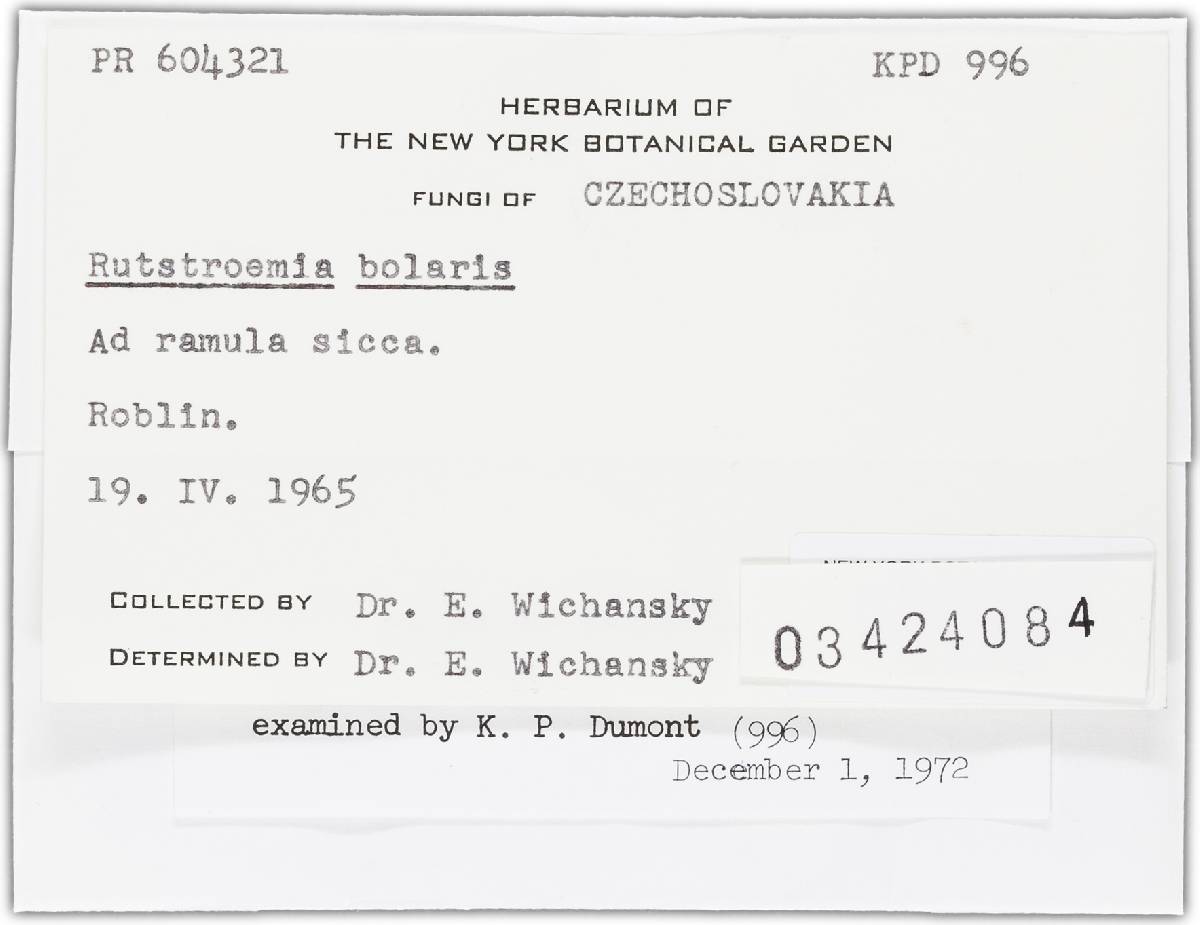 PR 604321 KPD 996
HERBARIUM OF
THE NEW YORK BOTANICAL GARDEN
FUNGI OF CZECHOSLOVAKIA
Rutstroemia bolaris
Ad ramula sicca.
Roblin.
19. IV. 1965
COLLECTED BY Dr. E. Wichansky
DETERMINED BY Dr. E. Wichansky
03424084
examined by K. P. Dumont (996)
December 1, 1972